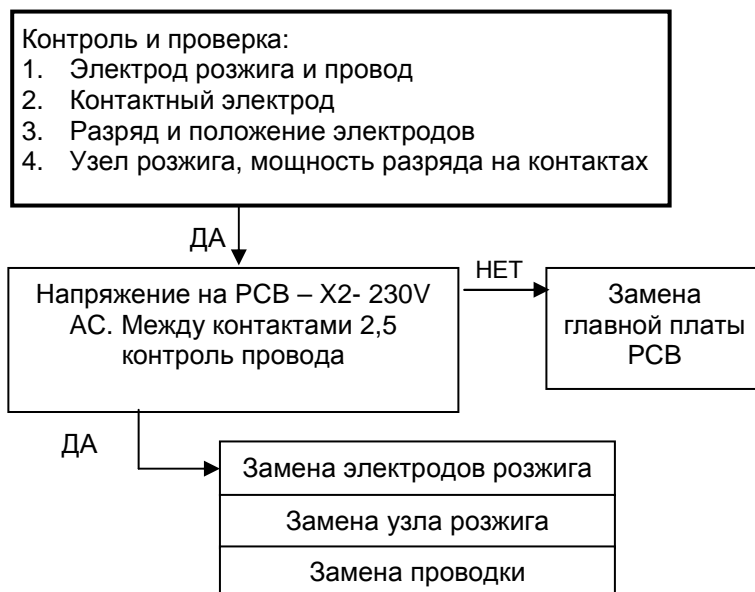 Контроль и проверка:
1. Электрод розжига и провод
2. Контактный электрод
3. Разряд и положение электродов
4. Узел розжига, мощность разряда на контактах
ДА
Напряжение на PCB – X2- 230V
AC. Между контактами 2,5
контроль провода
НЕТ
Замена
главной платы
PCB
ДА
Замена электродов розжига
Замена узла розжига
Замена проводки